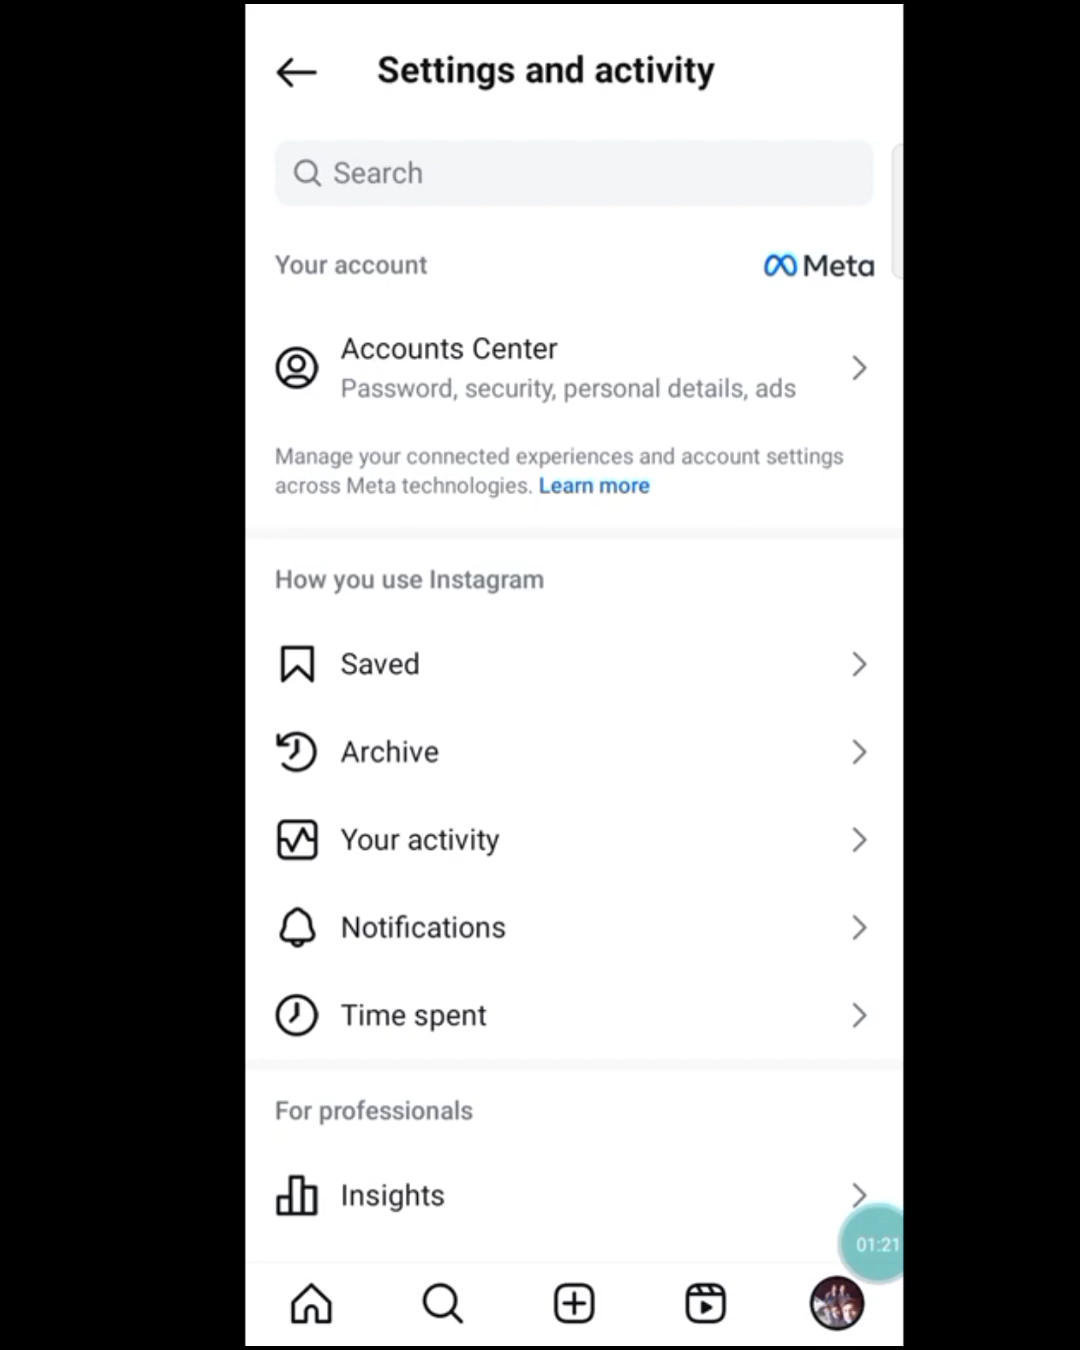 Settings and activity
Search
Your account
Meta
Accounts Center
Password, security, personal details, ads
Manage your connected experiences and account settings
across Meta technologies. Learn more
How you use Instagram
Saved
Archive
Your activity
Notifications
Time spent
For professionals
Insights
01:21